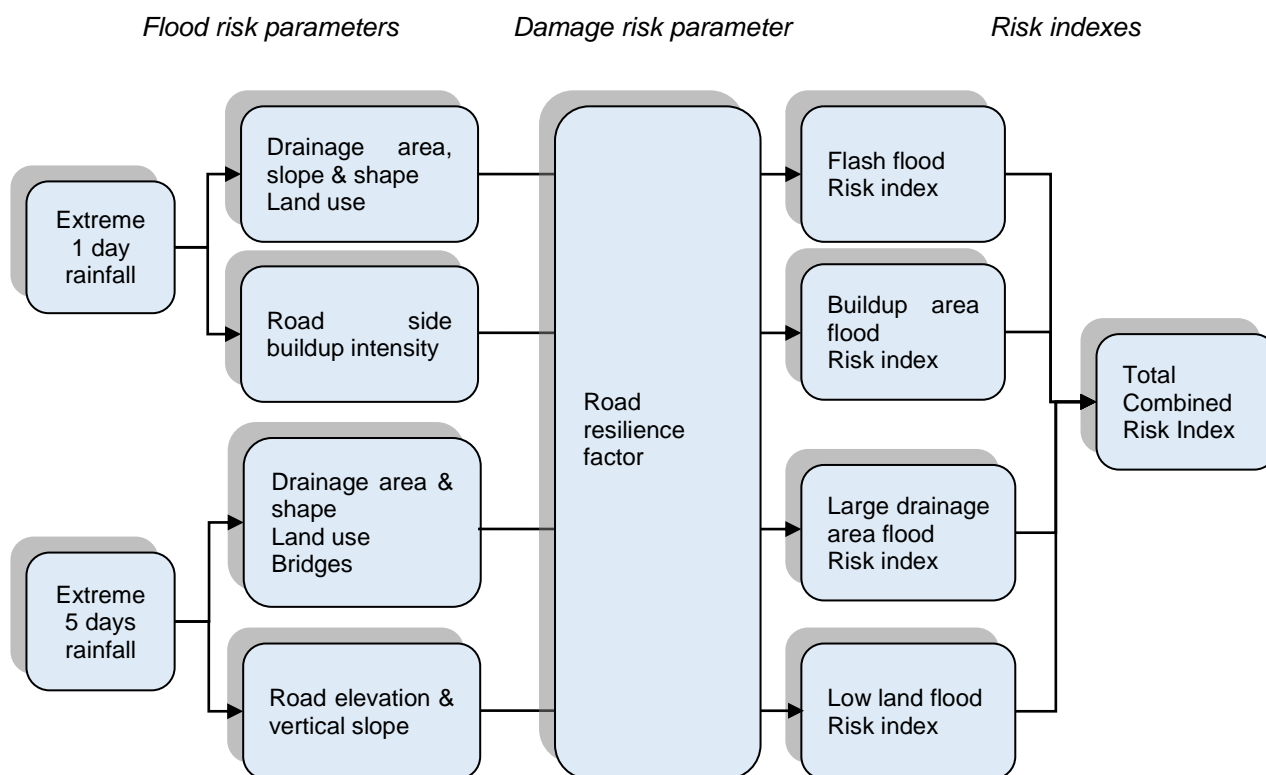 Flood risk parameters
Damage risk parameter
Risk indexes
Extreme
1 day
rainfall
Drainage area,
slope & shape
Land use
Road side
buildup intensity
Extreme
5 days
rainfall
Drainage area &
shape
Land use
Bridges
Road elevation &
vertical slope
Road
resilience
factor
Flash flood
Risk index
Buildup area
flood
Risk index
Large drainage
area flood
Risk index
Low land flood
Risk index
Total
Combined
Risk Index